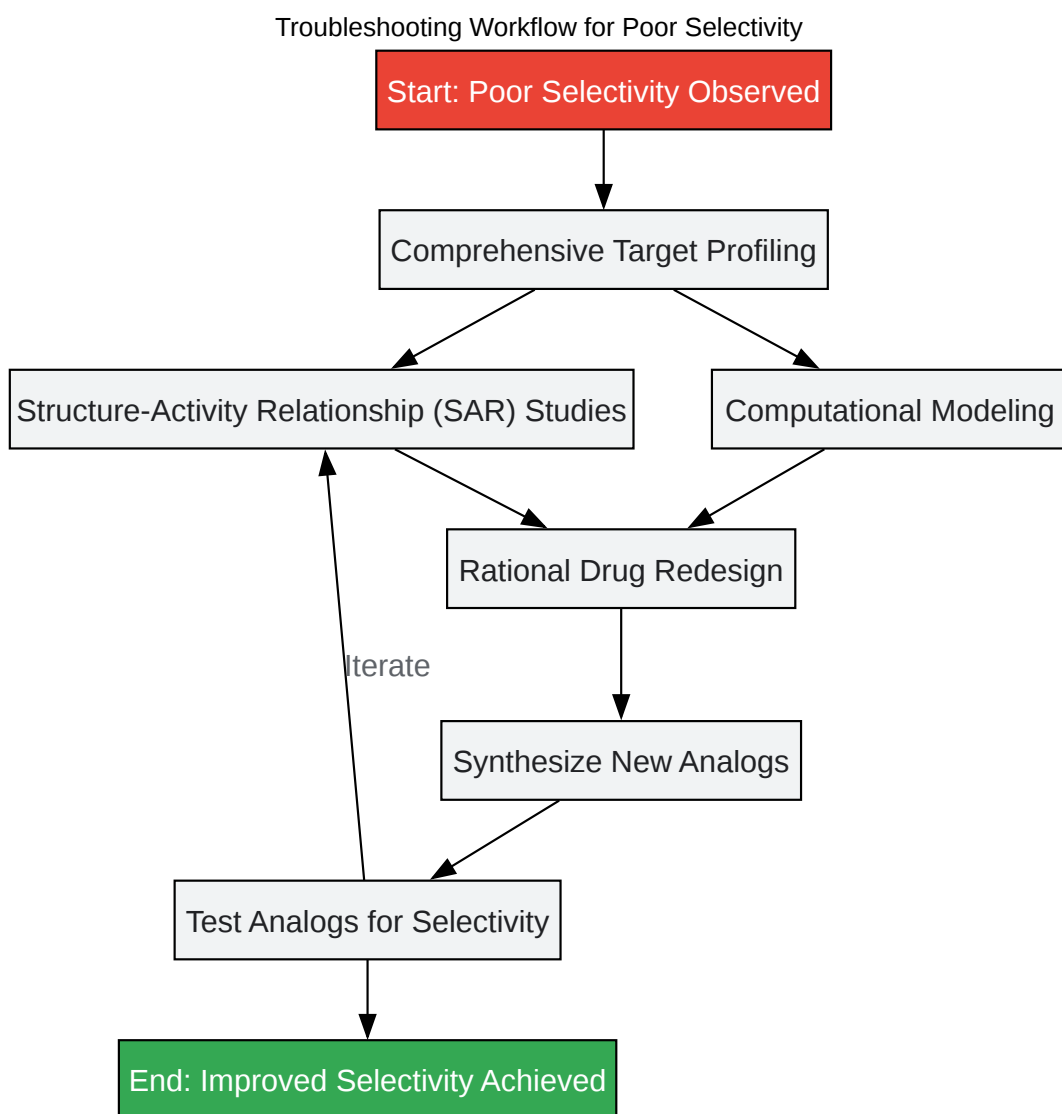 Troubleshooting Workflow for Poor Selectivity
Start: Poor Selectivity Observed
Comprehensive Target Profiling
Structure-Activity Relationship (SAR) Studies
Computational Modeling
Rational Drug Redesign
Iterate
Synthesize New Analogs
Test Analogs for Selectivity
End: Improved Selectivity Achieved